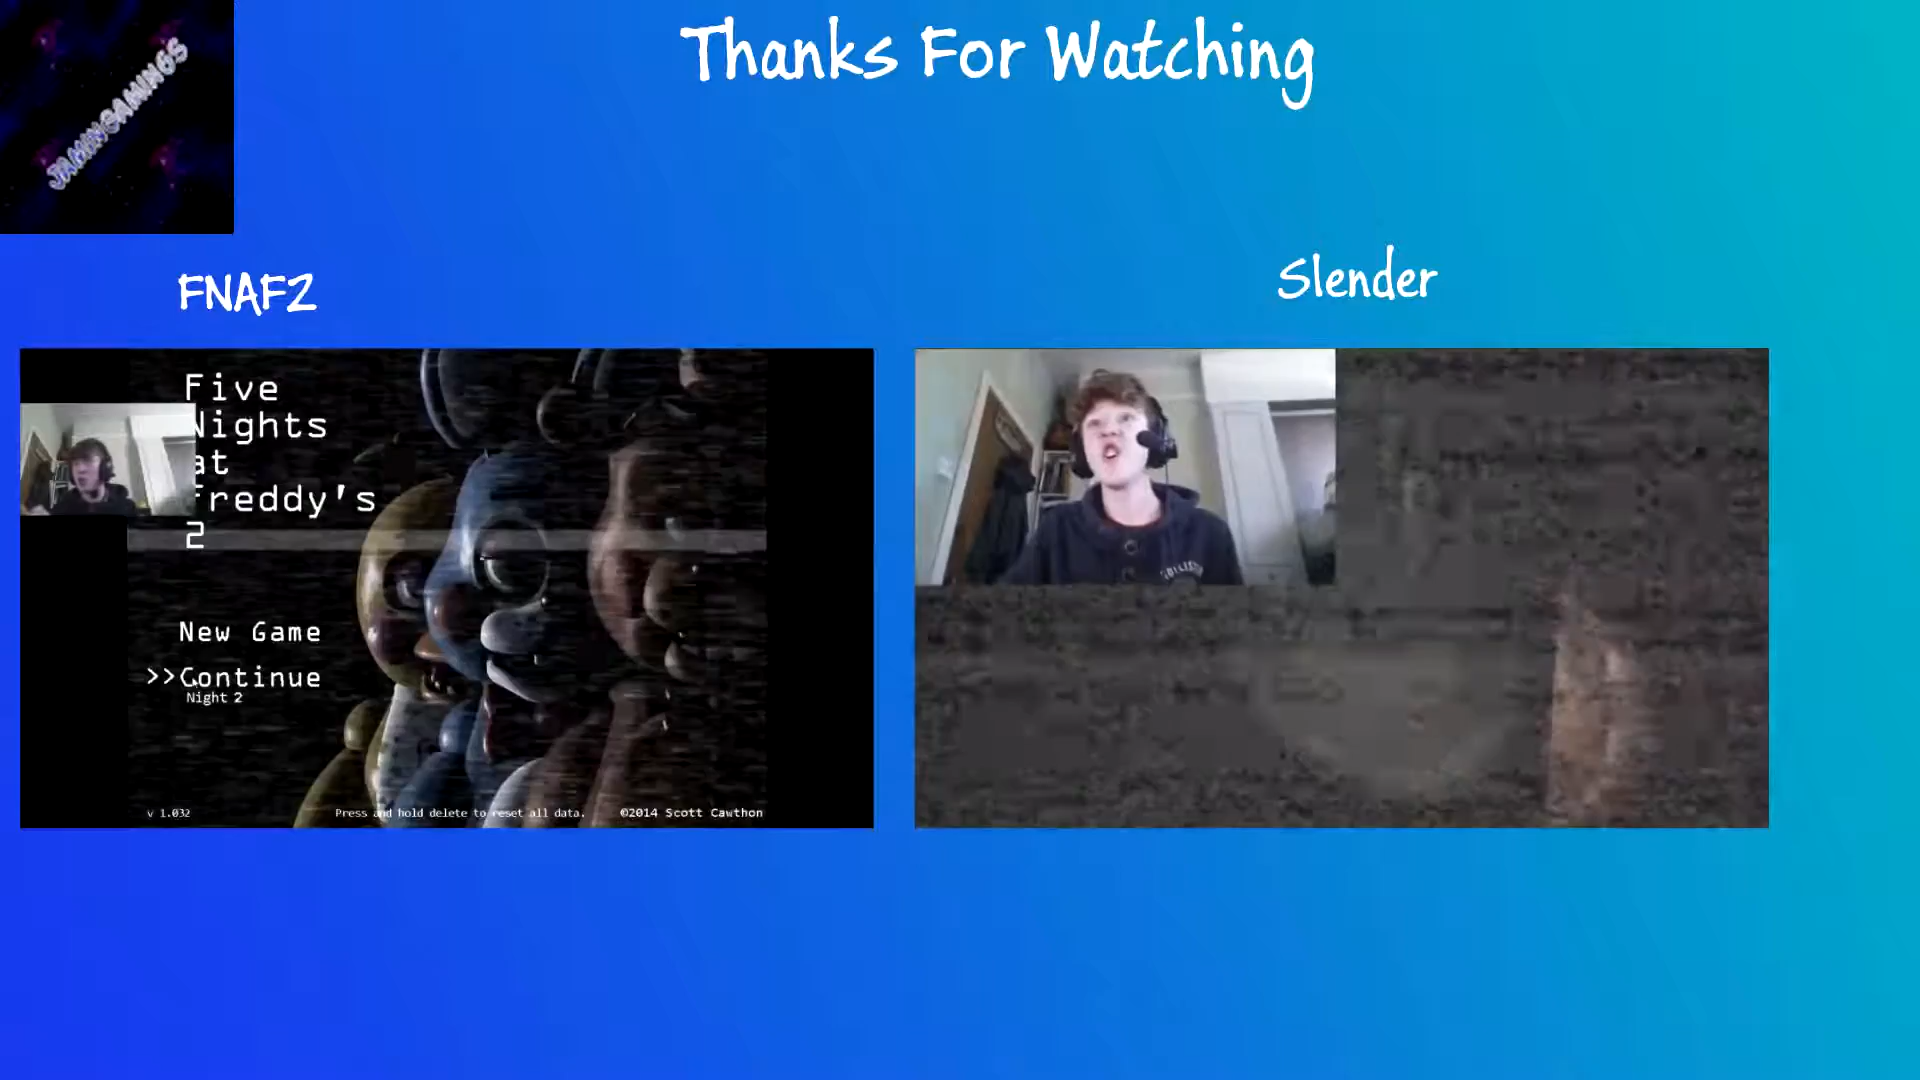 Thanks For Watching
JAMINGAMINGS
FNAF2
Slender
Five
Nights
at
Freddy's
2
New Game
>>Continue
Night 2
v 1.032
Press and hold delete to reset all data.
©2014 Scott Cawthon